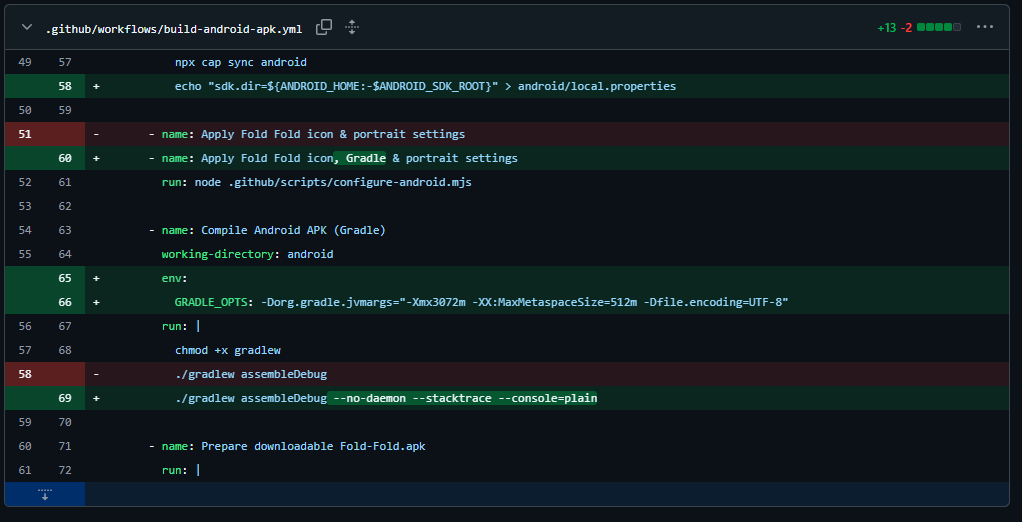 .github/workflows/build-android-apk.yml +13 -2
49 57 npx cap sync android
58 + echo "sdk.dir=${ANDROID_HOME:-$ANDROID_SDK_ROOT}" > android/local.properties
50 59
51 - - name: Apply Fold Fold icon & portrait settings
60 + - name: Apply Fold Fold icon, Gradle & portrait settings
52 61 run: node .github/scripts/configure-android.mjs
53 62
54 63 - name: Compile Android APK (Gradle)
55 64 working-directory: android
65 + env:
66 + GRADLE_OPTS: -Dorg.gradle.jvmargs="-Xmx3072m -XX:MaxMetaspaceSize=512m -Dfile.encoding=UTF-8"
56 67 run: |
57 68 chmod +x gradlew
58 - ./gradlew assembleDebug
69 + ./gradlew assembleDebug --no-daemon --stacktrace --console=plain
59 70
60 71 - name: Prepare downloadable Fold-Fold.apk
61 72 run: |